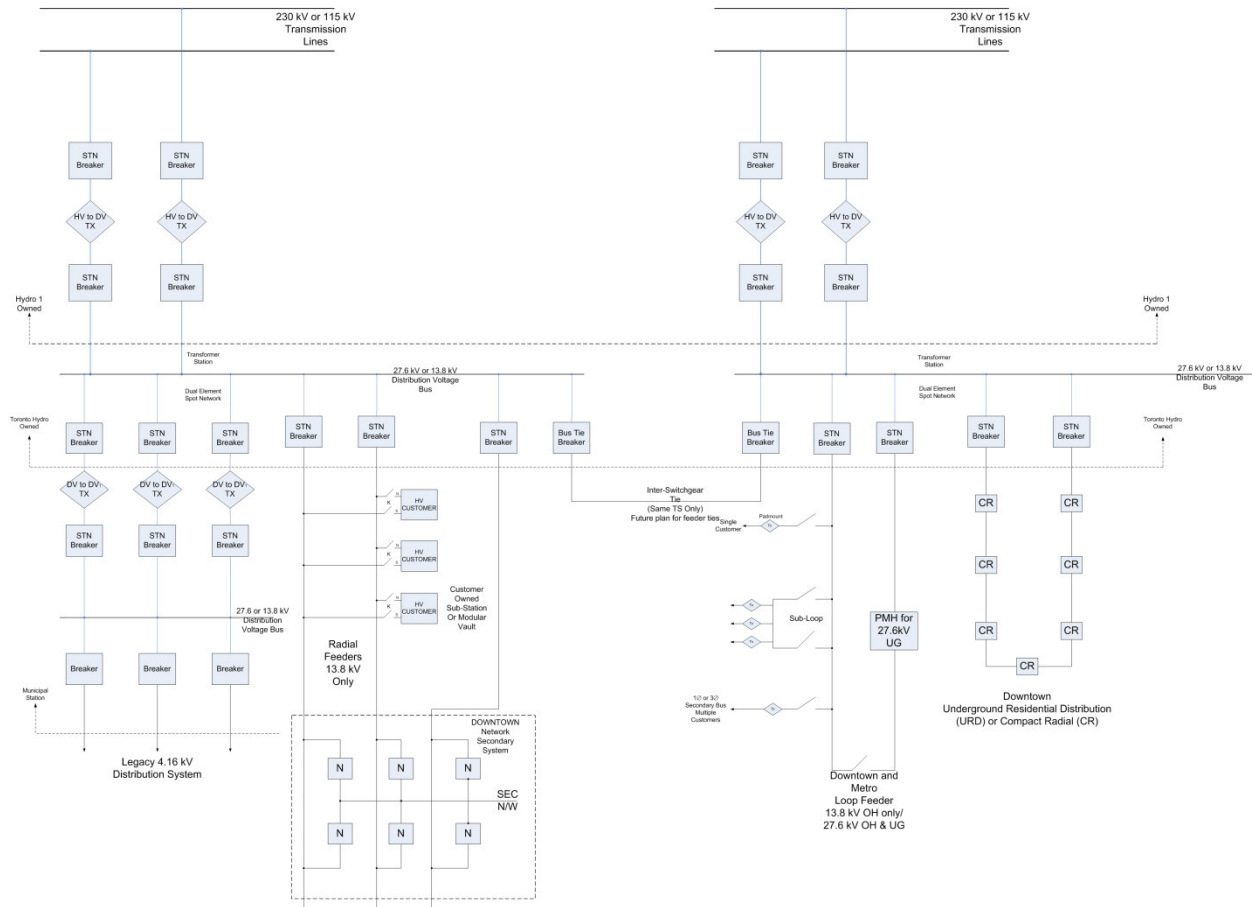 230 kV or 115 kV
Transmission
Lines
230 kV or 115 kV
Transmission
Lines
STN
Breaker
STN
Breaker
STN
Breaker
STN
Breaker
HV to DV
TX
HV to DV
TX
HV to DV
TX
HV to DV
TX
STN
Breaker
STN
Breaker
STN
Breaker
STN
Breaker
Hydro 1
Owned
Hydro 1
Owned
Transformer
Station
Transformer
Station
27.6 kV or 13.8 kV
Distribution Voltage
Bus
27.6 kV or 13.8 kV
Distribution Voltage
Bus
Dual Element
Spot Network
Dual Element
Spot Network
Toronto Hydro
Owned
STN
Breaker
STN
Breaker
STN
Breaker
STN
Breaker
STN
Breaker
STN
Breaker
Bus Tie
Breaker
Bus Tie
Breaker
STN
Breaker
STN
Breaker
STN
Breaker
STN
Breaker
Toronto Hydro
Owned
DV to DV
TX
DV to DV
TX
DV to DV
TX
STN
Breaker
STN
Breaker
STN
Breaker
N
K
S
HV
CUSTOMER
N
K
S
HV
CUSTOMER
N
K
S
HV
CUSTOMER
Customer
Owned
Sub-Station
Or Modular
Vault
Inter-Switchgear
Tie
(Same TS Only)
Future plan for feeder ties
Single
Customer
Padmount
Tx
Tx
Tx
Tx
Sub-Loop
PMH for
27.6kV
UG
CR
CR
CR
CR
CR
CR
CR
27.6 or 13.8 kV
Distribution
Voltage Bus
Breaker
Breaker
Breaker
Radial
Feeders
13.8 kV
Only
Municipal
Station
Legacy 4.16 kV
Distribution System
1∅ or 3∅
Secondary Bus
Multiple
Customers
Tx
Downtown
Underground Residential Distribution
(URD) or Compact Radial (CR)
DOWNTOWN
Network
Secondary
System
N
N
N
SEC
N/W
N
N
N
Downtown and
Metro
Loop Feeder
13.8 kV OH only/
27.6 kV OH & UG